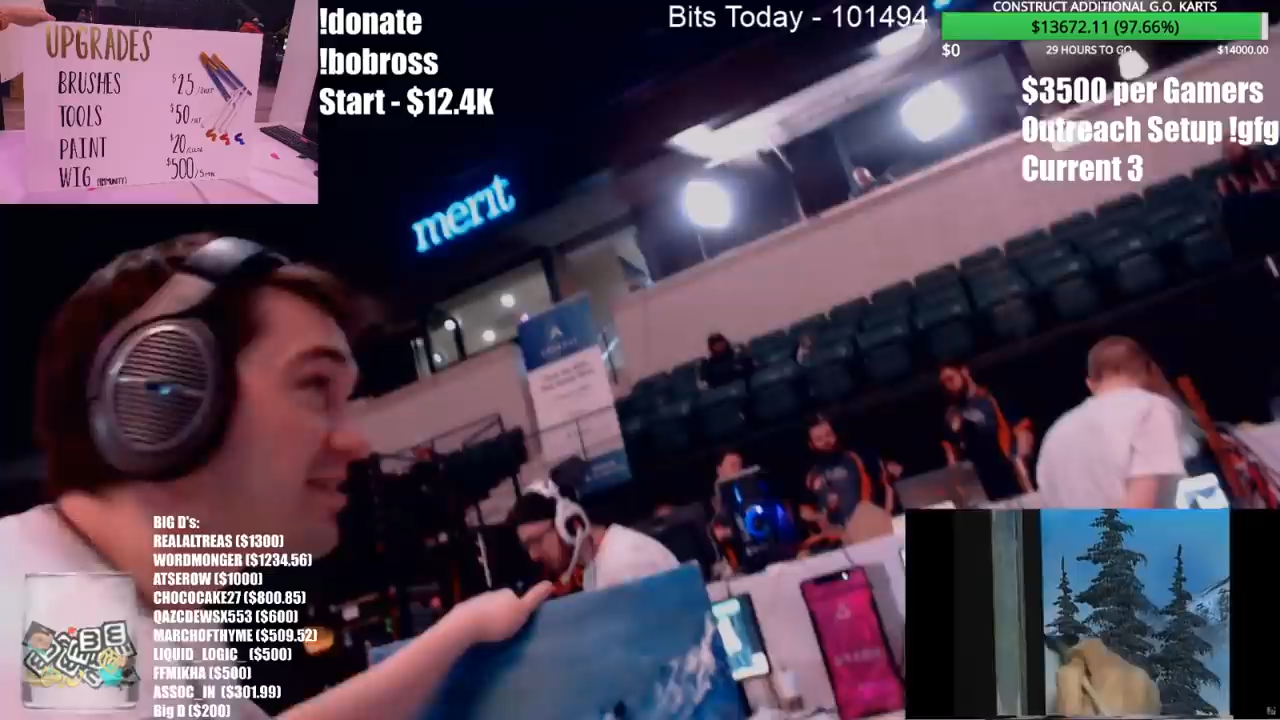 UPGRADES
BRUSHES $25
TOOLS $50
PAINT $20
WIG $500
!donate
!bobross
Start - $12.4K
Bits Today - 101494
CONSTRUCT ADDITIONAL G.O. KARTS
$13672.11 (97.66%)
$0 29 HOURS TO GO $14000.00
$3500 per Gamers
Outreach Setup !gfg
Current 3
merit
BIG D's:
REALALTREAS ($1300)
WORDMONGER ($1234.56)
ATSEROW ($1000)
CHOCOCAKE27 ($800.85)
QAZCDEWSX553 ($600)
MARCHOFTHYME ($509.52)
LIQUID_LOGIC_ ($500)
FFMIKHA ($500)
ASSOC_IN ($301.99)
Big D ($200)